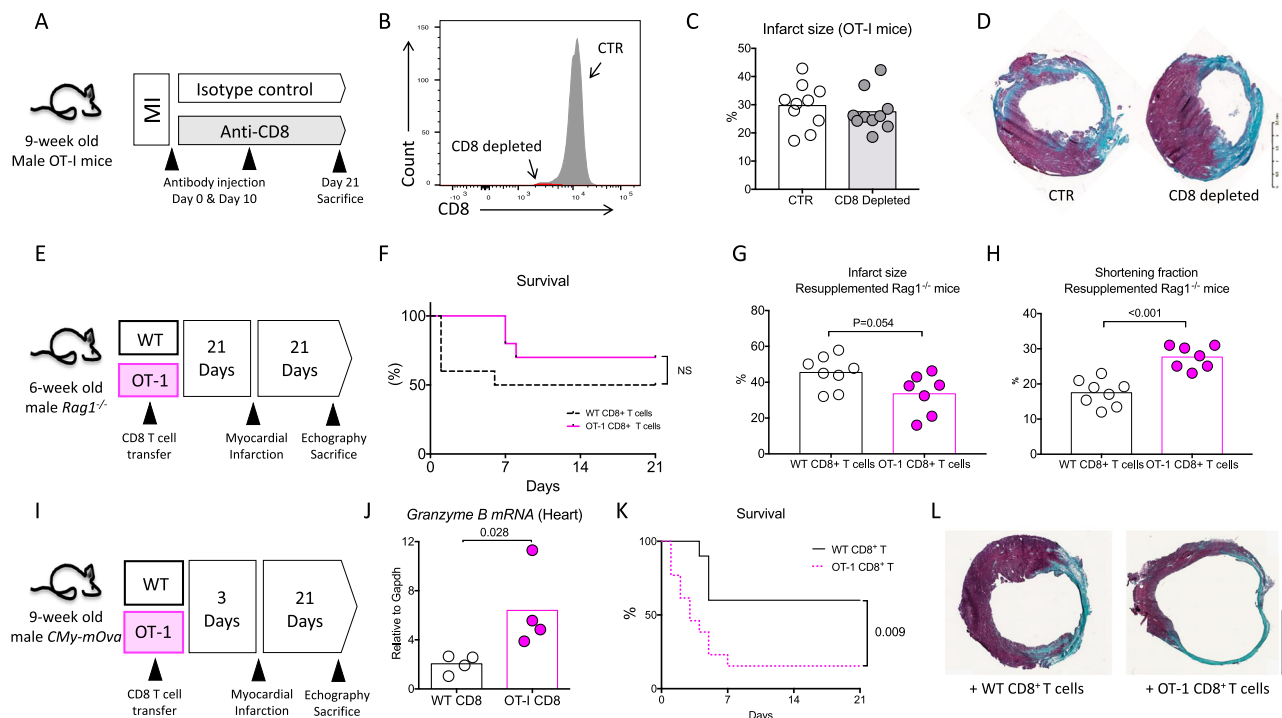 A
MI
Isotype control
Anti-CD8
9-week old
Male OT-I mice
Antibody injection
Day 0 & Day 10
Day 21
Sacrifice
B
150
100
50
0
Count
CTR
CD8 depleted
-10³ 0 10³ 10⁴ 10⁵
CD8
C
Infarct size (OT-I mice)
50
40
30
20
10
0
%
CTR
CD8 Depleted
D
CTR
CD8 depleted
E
WT
OT-1
21
Days
21
Days
6-week old
male Rag1-/-
CD8 T cell
transfer
Myocardial
Infarction
Echography
Sacrifice
F
Survival
100
50
0
(%)
NS
WT CD8+ T cells
OT-1 CD8+ T cells
0 7 14 21
Days
G
Infarct size
Resupplemented Rag1-/- mice
P=0.054
80
60
40
20
0
%
WT CD8+ T cells
OT-1 CD8+ T cells
H
Shortening fraction
Resupplemented Rag1-/- mice
<0.001
40
30
20
10
0
%
WT CD8+ T cells
OT-1 CD8+ T cells
I
WT
OT-1
3
Days
21
Days
9-week old
male CMy-mOva
CD8 T cell
transfer
Myocardial
Infarction
Echography
Sacrifice
J
Granzyme B mRNA (Heart)
0.028
12
8
4
0
Relative to Gapdh
WT CD8
OT-I CD8
K
Survival
100
50
0
%
WT CD8+ T
OT-1 CD8+ T
0.009
0 7 14 21
Days
L
+ WT CD8+ T cells
+ OT-1 CD8+ T cells